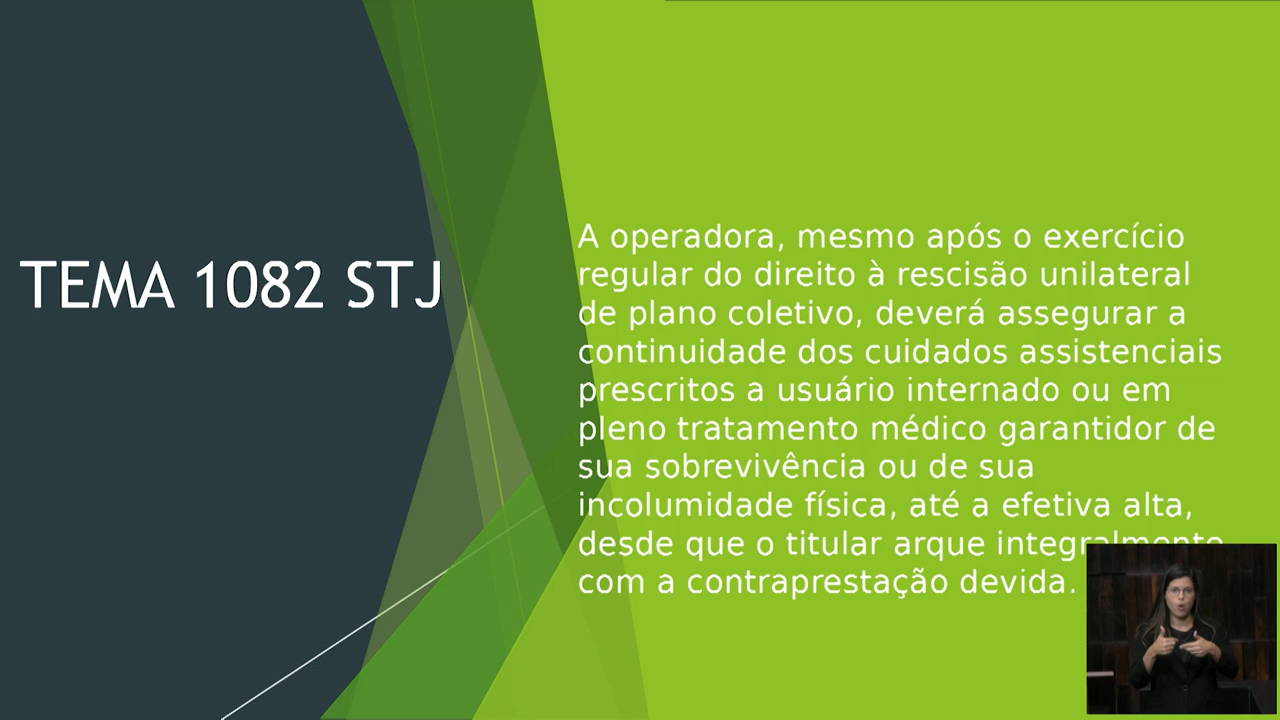 TEMA 1082 STJ
A operadora, mesmo após o exercício
regular do direito à rescisão unilateral
de plano coletivo, deverá assegurar a
continuidade dos cuidados assistenciais
prescritos a usuário internado ou em
pleno tratamento médico garantidor de
sua sobrevivência ou de sua
incolumidade física, até a efetiva alta,
desde que o titular arque integralmente
com a contraprestação devida.